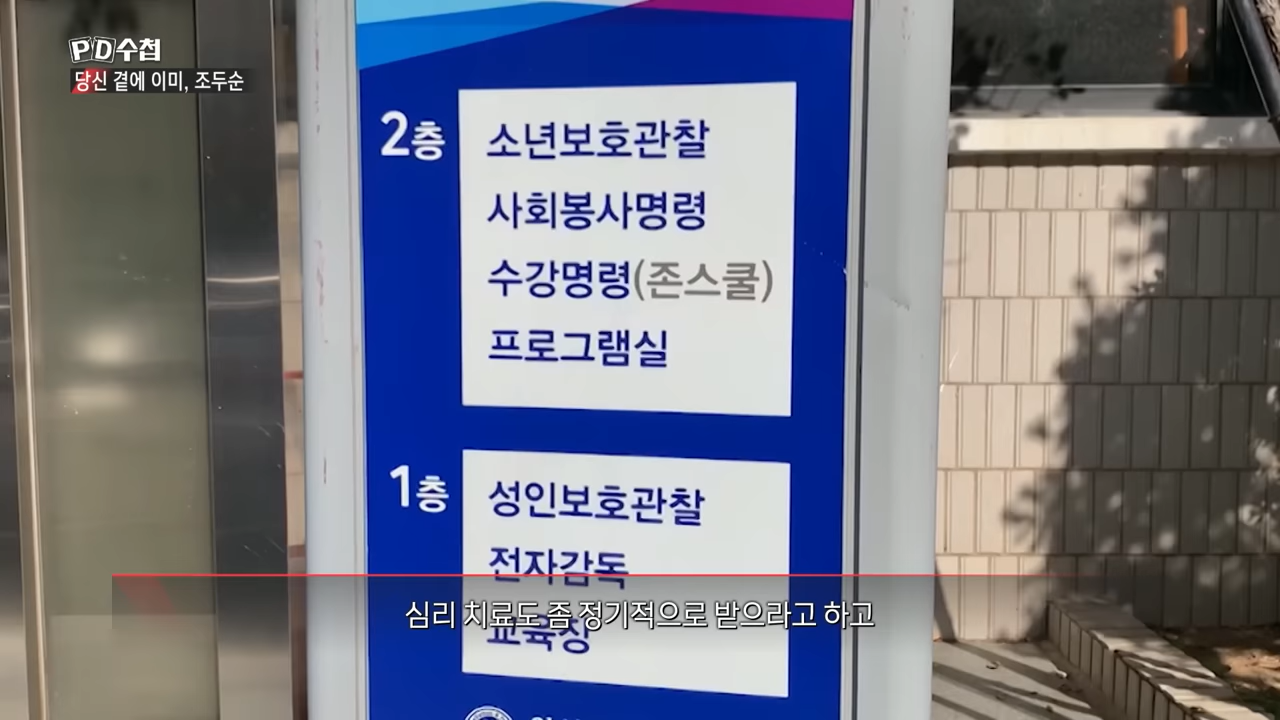 PD수첩
당신 곁에 이미, 조두순
2층
소년보호관찰
사회봉사명령
수강명령(존스쿨)
프로그램실
1층
성인보호관찰
전자감독
교육장
심리 치료도 좀 정기적으로 받으라고 하고